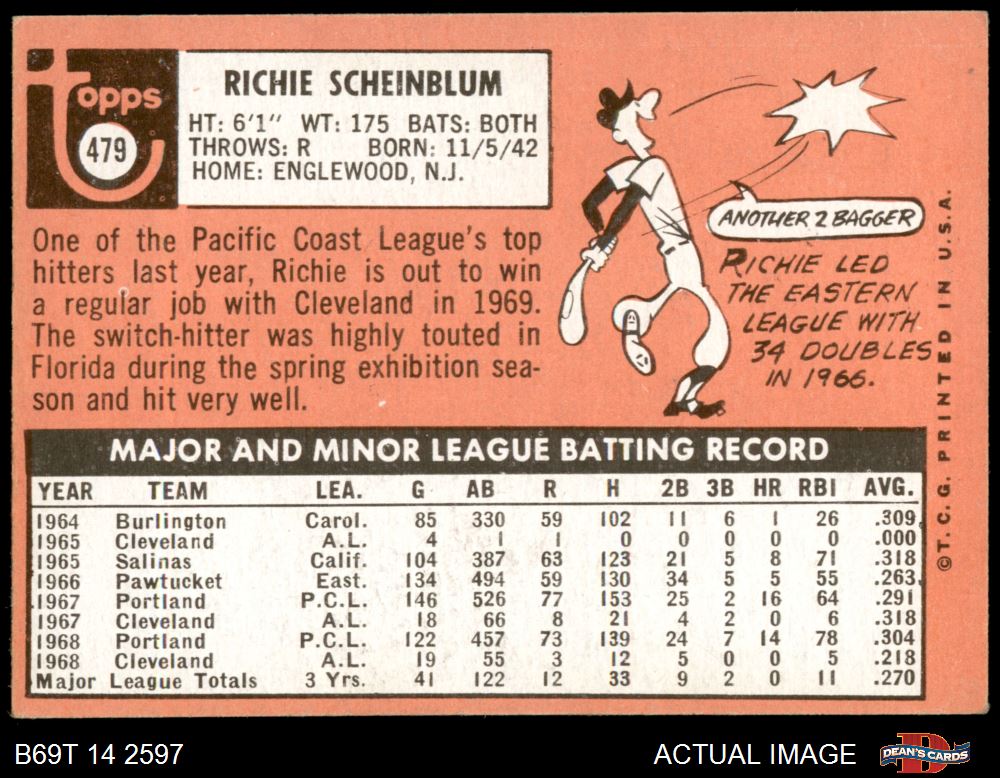 Topps
479
RICHIE SCHEINBLUM
HT: 6'1" WT: 175 BATS: BOTH
THROWS: R BORN: 11/5/42
HOME: ENGLEWOOD, N.J.
One of the Pacific Coast League's top
hitters last year, Richie is out to win
a regular job with Cleveland in 1969.
The switch-hitter was highly touted in
Florida during the spring exhibition sea-
son and hit very well.
ANOTHER 2 BAGGER
RICHIE LED
THE EASTERN
LEAGUE WITH
34 DOUBLES
IN 1966.
©T.C.G. PRINTED IN U.S.A.
MAJOR AND MINOR LEAGUE BATTING RECORD
YEAR TEAM LEA. G AB R H 2B 3B HR RBI AVG.
1964 Burlington Carol. 85 330 59 102 11 6 1 26 .309
1965 Cleveland A.L. 4 1 1 0 0 0 0 0 .000
1965 Salinas Calif. 104 387 63 123 21 5 8 71 .318
1966 Pawtucket East. 134 494 59 130 34 5 5 55 .263
1967 Portland P.C.L. 146 526 77 153 25 2 16 64 .291
1967 Cleveland A.L. 18 66 8 21 4 2 0 6 .318
1968 Portland P.C.L. 122 457 73 139 24 7 14 78 .304
1968 Cleveland A.L. 19 55 3 12 5 0 0 5 .218
Major League Totals 3 Yrs. 41 122 12 33 9 2 0 11 .270
B69T 14 2597
ACTUAL IMAGE
DEAN'S CARDS